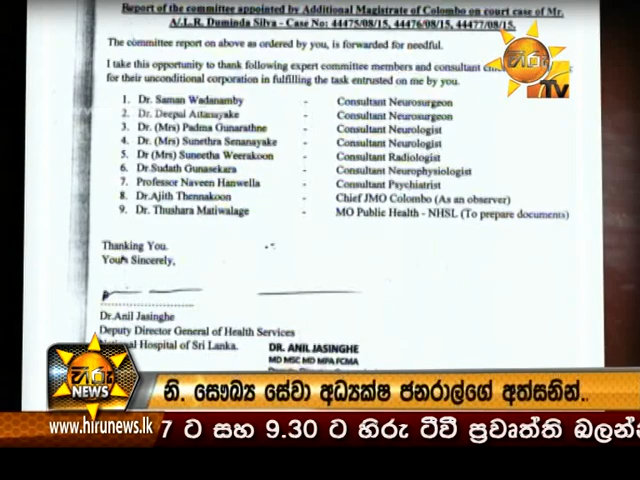 Report of the committee appointed by Additional Magistrate of Colombo on court case of Mr.
A/.L.R. Duminda Silva - Case No: 44475/08/15, 44476/08/15, 44477/08/15.
The committee report on above as ordered by you, is forwarded for needful.
I take this opportunity to thank following expert committee members and consultant
for their unconditional corporation in fulfilling the task entrusted on me by you.
1. Dr. Saman Wadanamby - Consultant Neurosurgeon
2. Dr. Deepal Attanayake - Consultant Neurosurgeon
3. Dr. (Mrs) Padma Gunarathne - Consultant Neurologist
4. Dr. (Mrs) Sunethra Senanayake - Consultant Neurologist
5. Dr (Mrs) Suneetha Weerakoon - Consultant Radiologist
6. Dr.Sudath Gunasekara - Consultant Neurophysiologist
7. Professor Naveen Hanwella - Consultant Psychiatrist
8. Dr.Ajith Thennakoon - Chief JMO Colombo (As an observer)
9. Dr. Thushara Matiwalage - MO Public Health - NHSL (To prepare documents)
Thanking You.
Yours Sincerely,
Dr.Anil Jasinghe
Deputy Director General of Health Services
National Hospital of Sri Lanka.
DR. ANIL JASINGHE
MD MSC MD MPA FCMA
හිරු
TV
හිරු
NEWS
නි. සෞඛ්‍ය සේවා අධ්‍යක්ෂ ජනරාල්ගේ අත්සනින්..
www.hirunews.lk
7 ට සහ 9.30 ට හිරු ටීවී ප්‍රවෘත්ති බලන්න